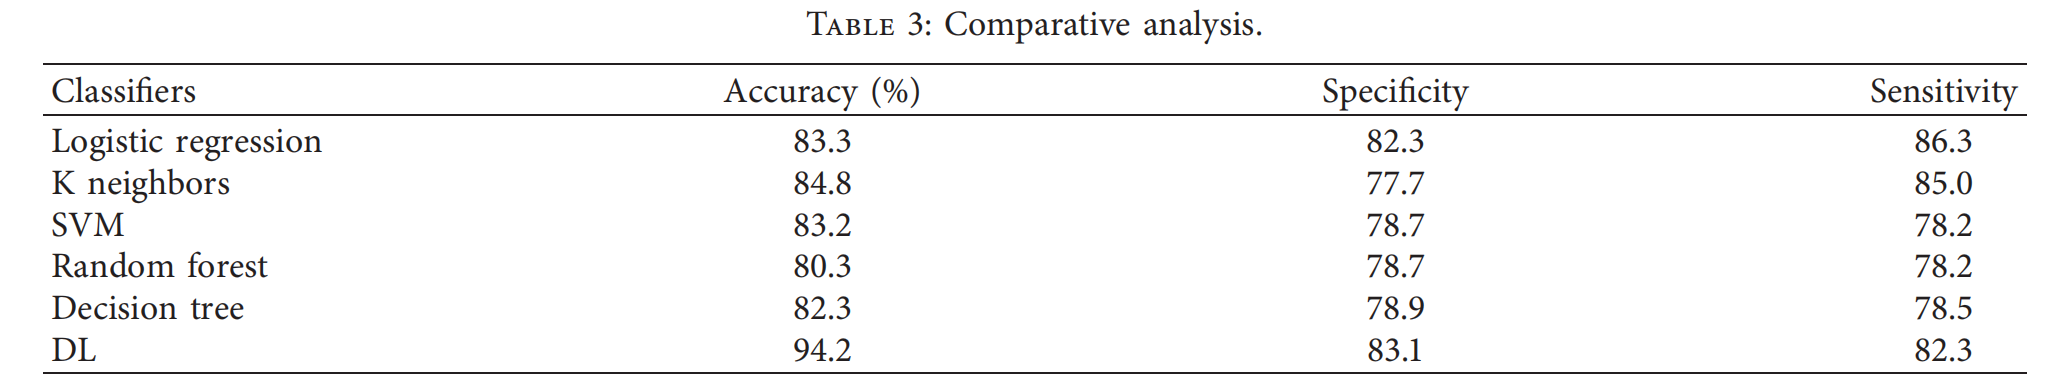 TABLE 3: Comparative analysis.
Classifiers Accuracy (%) Specificity Sensitivity
Logistic regression 83.3 82.3 86.3
K neighbors 84.8 77.7 85.0
SVM 83.2 78.7 78.2
Random forest 80.3 78.7 78.2
Decision tree 82.3 78.9 78.5
DL 94.2 83.1 82.3